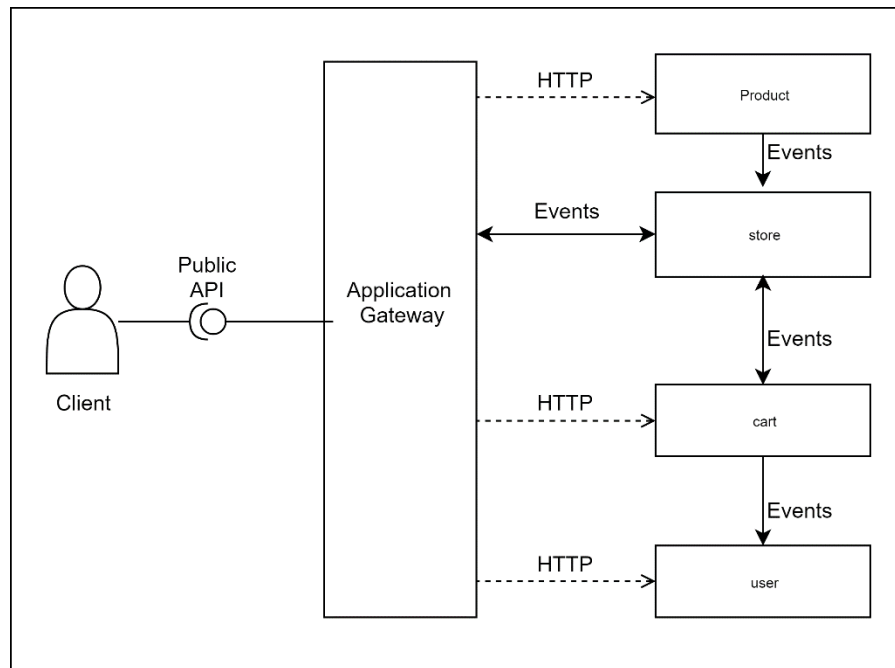 HTTP
Product
Events
Events
store
Public
API
Application
Gateway
Events
Client
HTTP
cart
Events
HTTP
user